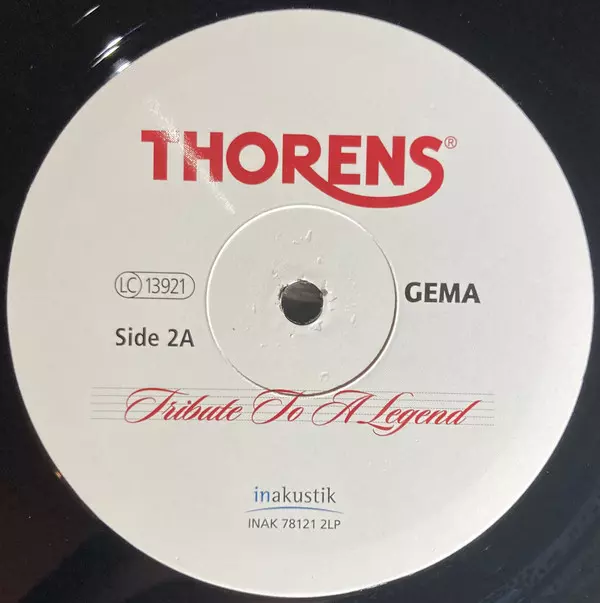 THORENS®
LC 13921
GEMA
Side 2A
Tribute To A Legend
inakustik
INAK 78121 2LP